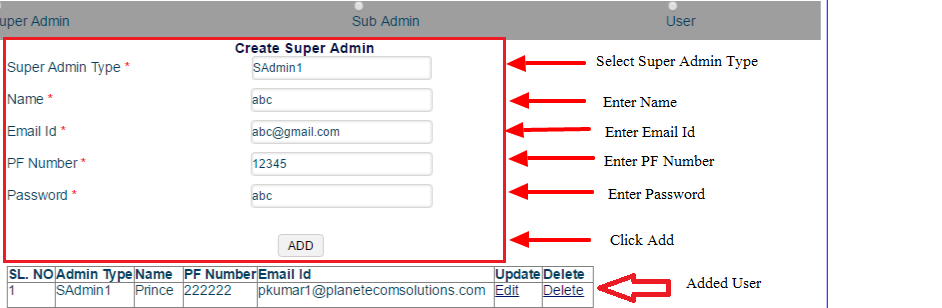 uper Admin Sub Admin User
Create Super Admin
Super Admin Type * SAdmin1 Select Super Admin Type
Name * abc Enter Name
Email Id * abc@gmail.com Enter Email Id
PF Number * 12345 Enter PF Number
Password * abc Enter Password
ADD Click Add
SL. NO Admin Type Name PF Number Email Id Update Delete
1 SAdmin1 Prince 222222 pkumar1@planetecomsolutions.com Edit Delete Added User